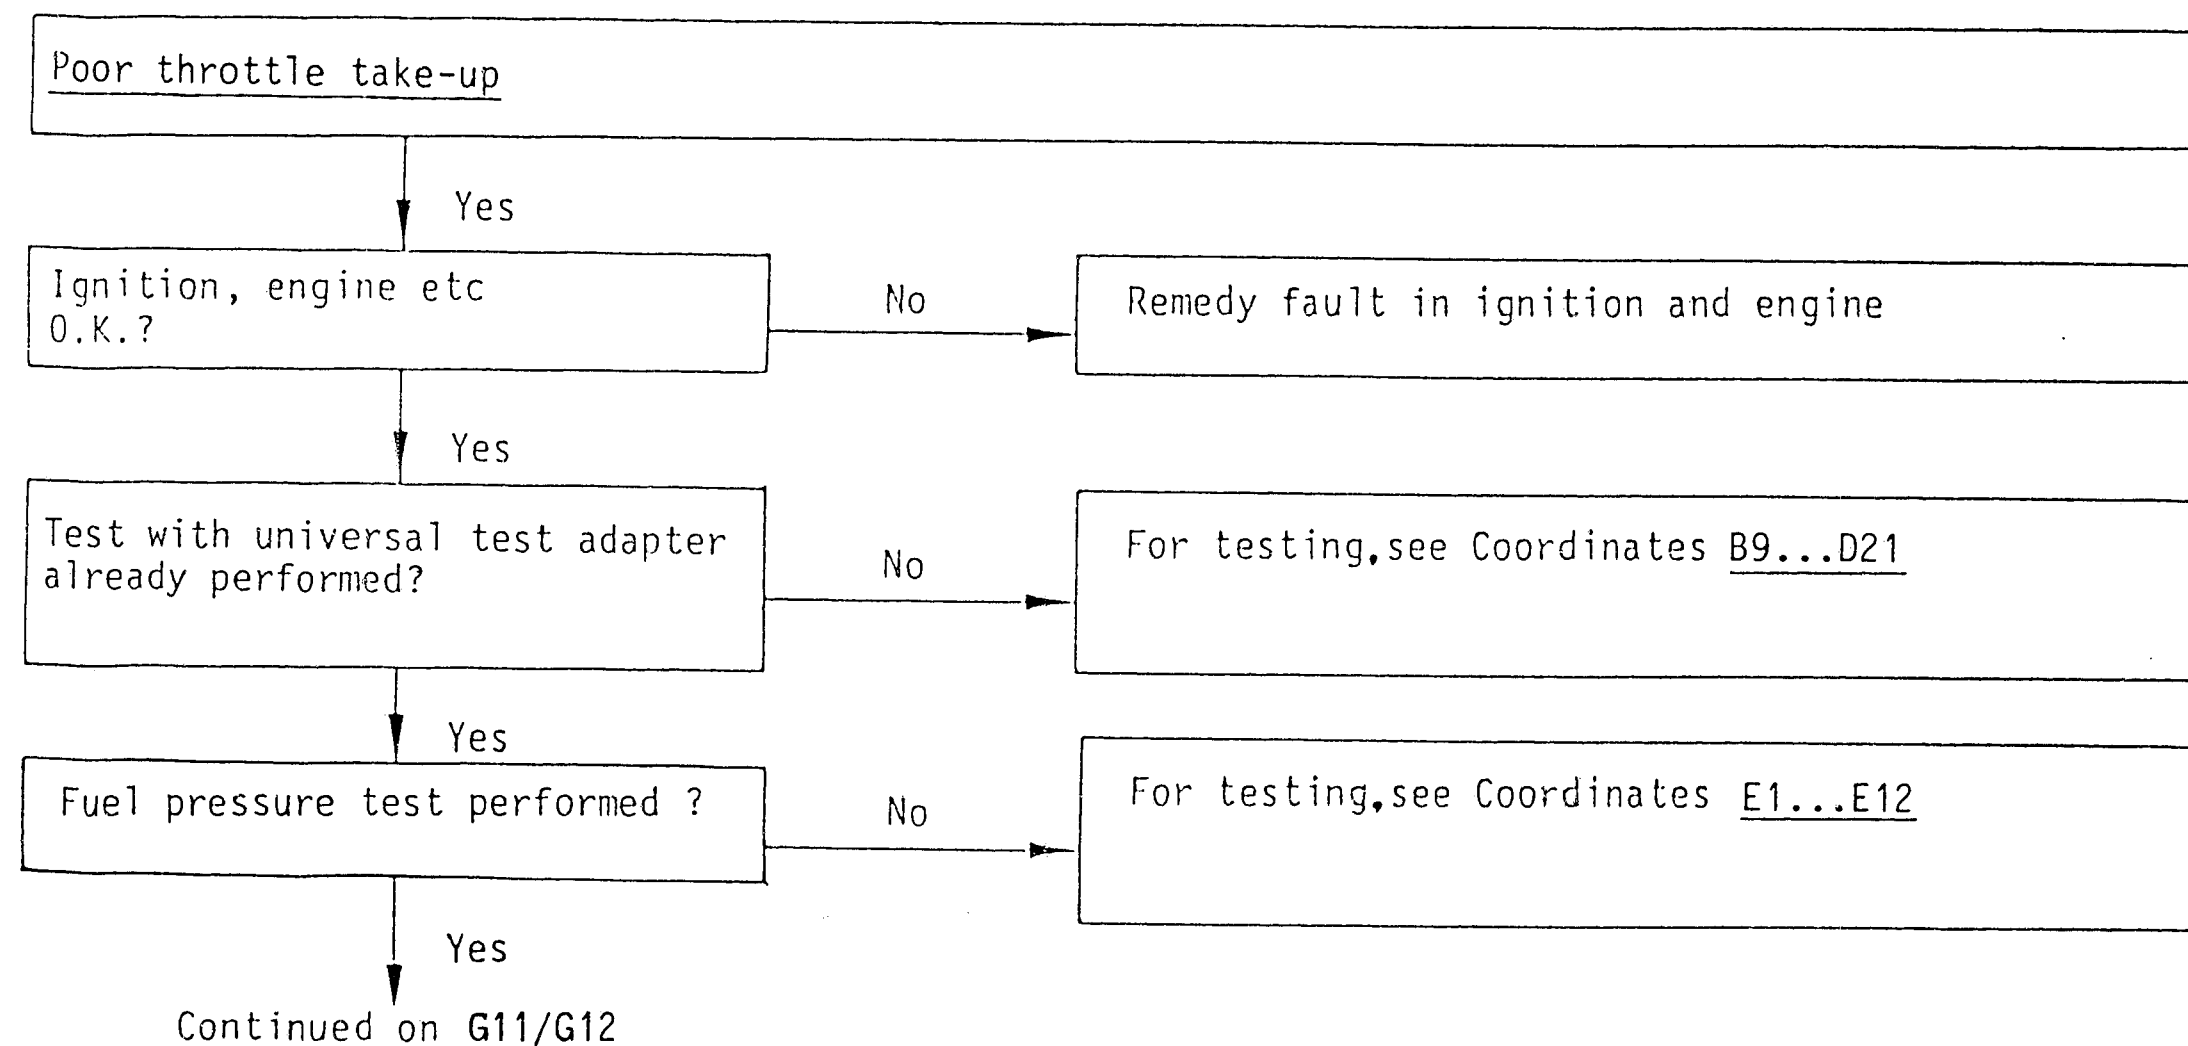 Poor throttle take-up
Yes
Ignition, engine etc
O.K.?
No
Remedy fault in ignition and engine
Yes
Test with universal test adapter
already performed?
No
For testing,see Coordinates B9...D21
Yes
Fuel pressure test performed ?
No
For testing,see Coordinates E1...E12
Yes
Continued on G11/G12